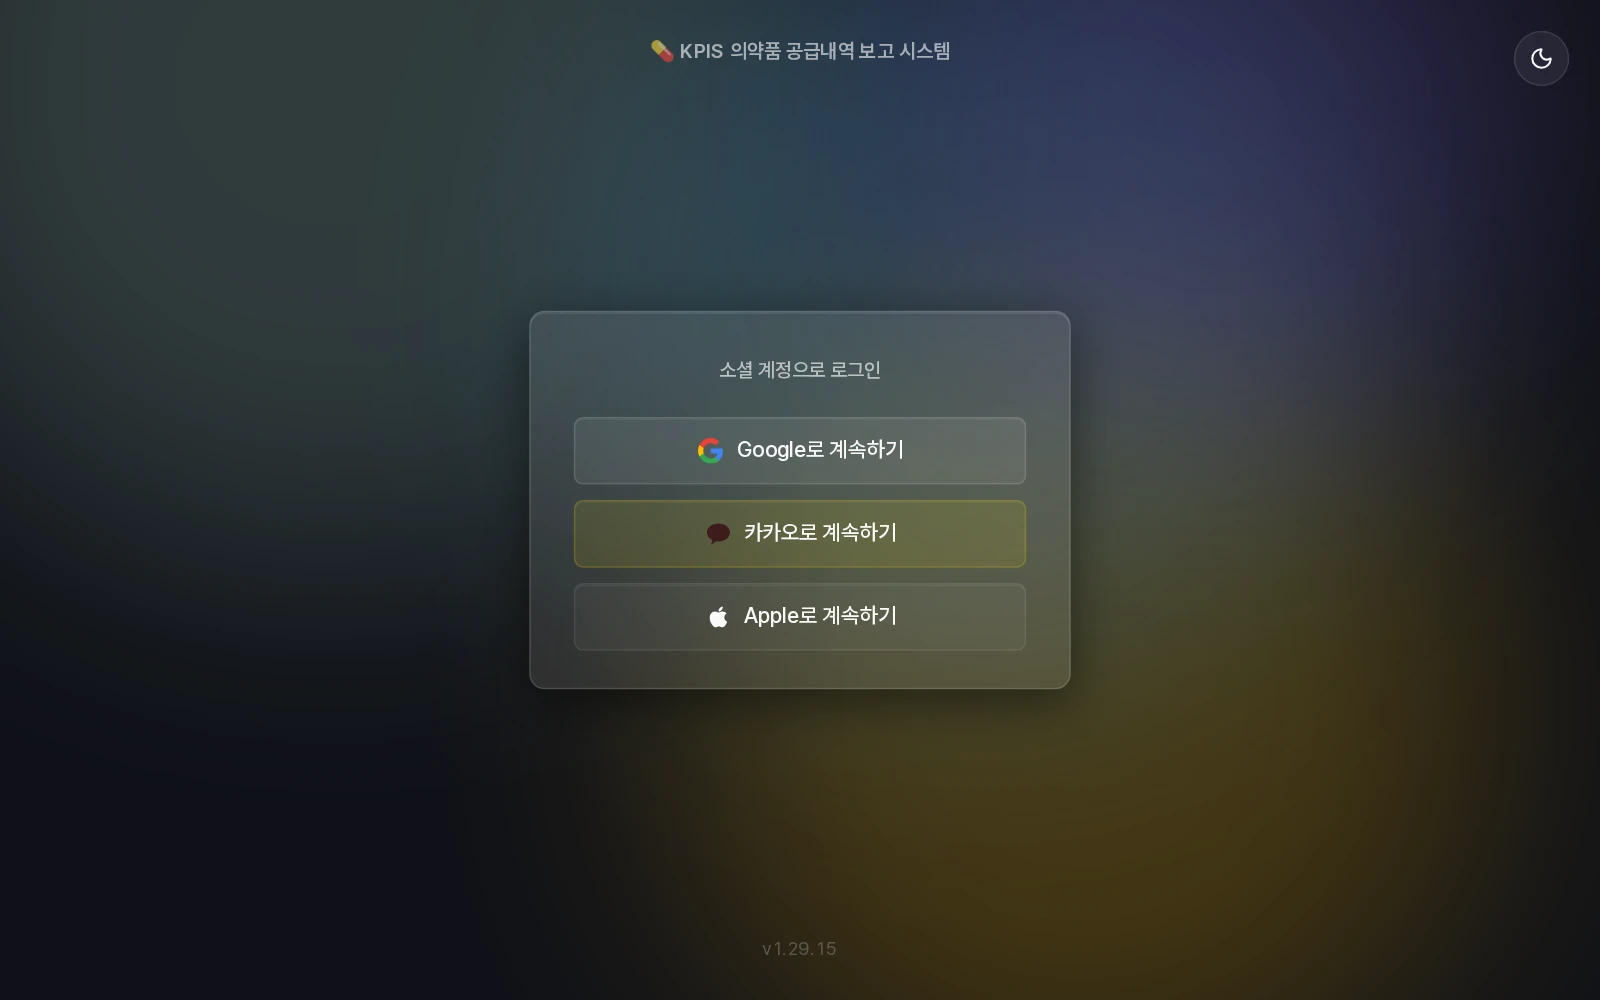 KPIS 의약품 공급내역 보고 시스템
소셜 계정으로 로그인
Google로 계속하기
카카오로 계속하기
Apple로 계속하기
v1.29.15